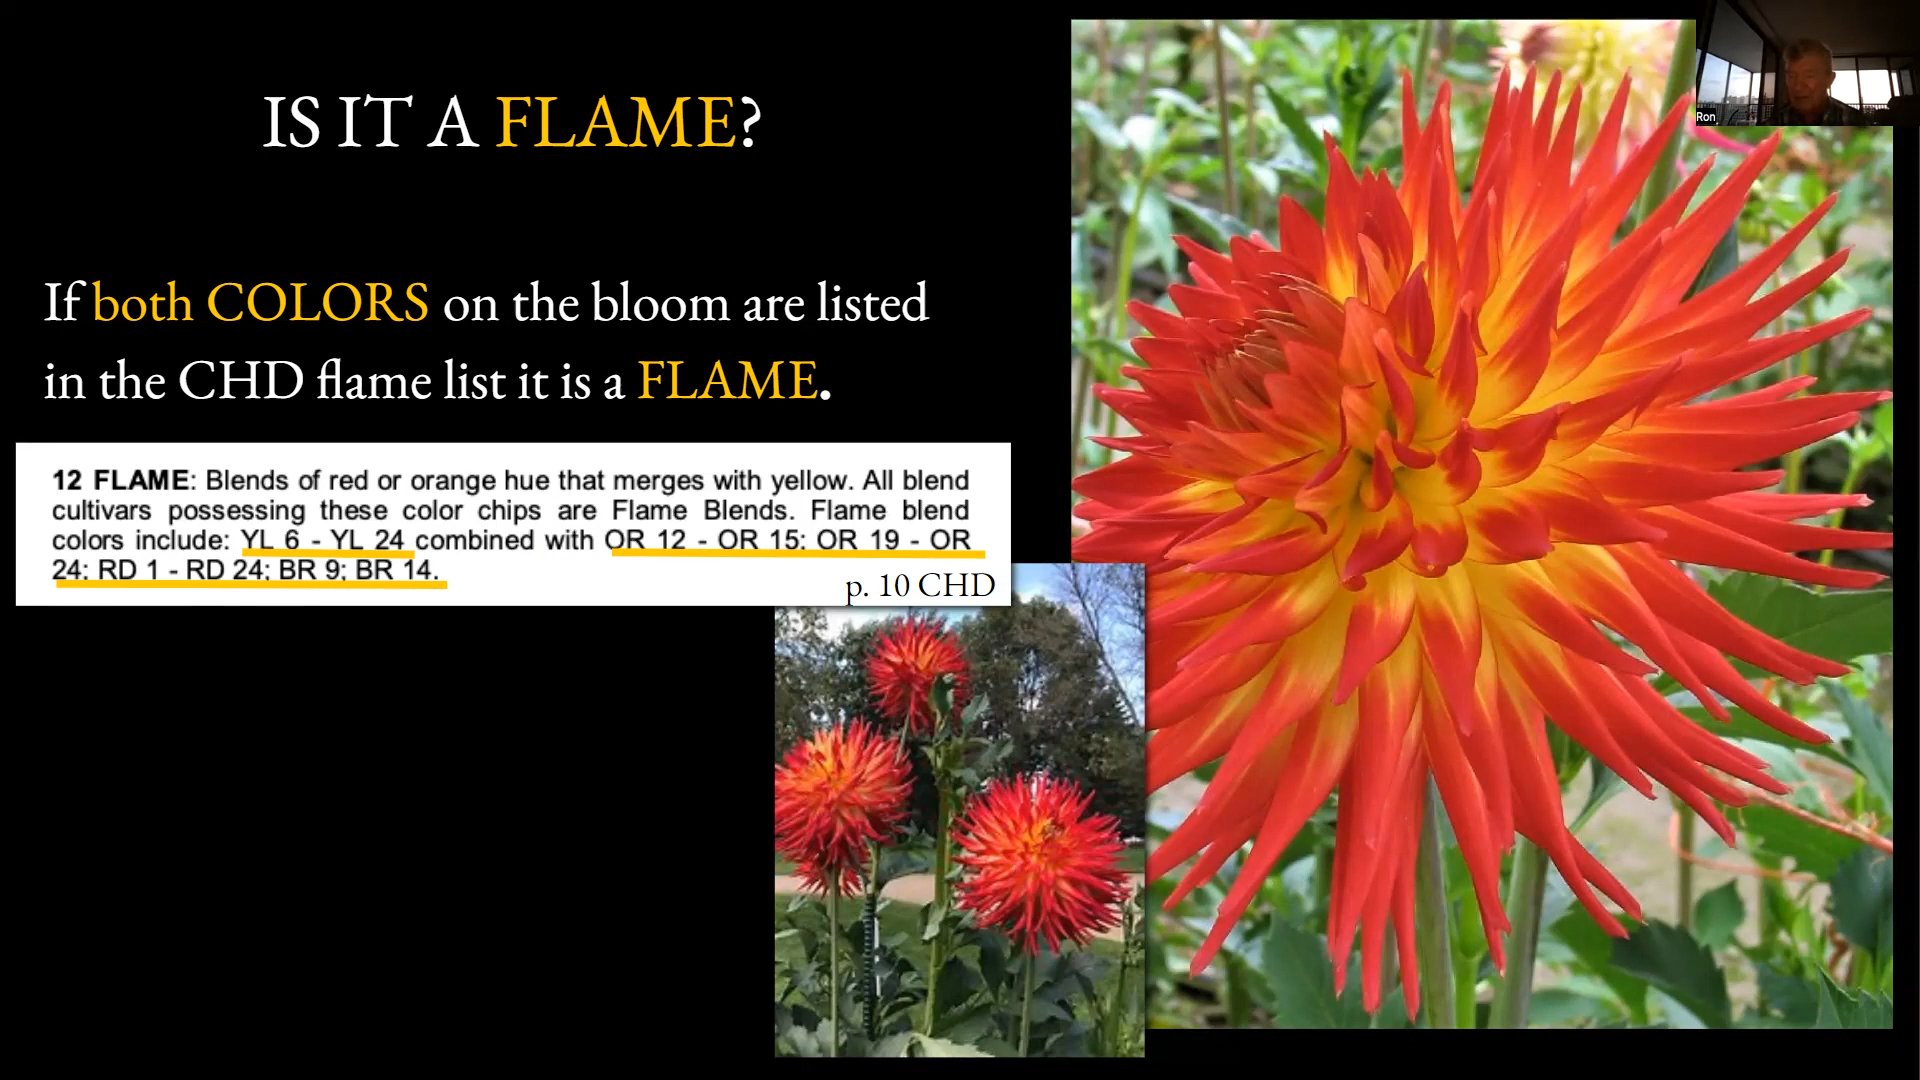 IS IT A FLAME?
Ron
If both COLORS on the bloom are listed
in the CHD flame list it is a FLAME.
12 FLAME: Blends of red or orange hue that merges with yellow. All blend
cultivars possessing these color chips are Flame Blends. Flame blend
colors include: YL 6 - YL 24 combined with OR 12 - OR 15; OR 19 - OR
24; RD 1 - RD 24; BR 9; BR 14.
p. 10 CHD